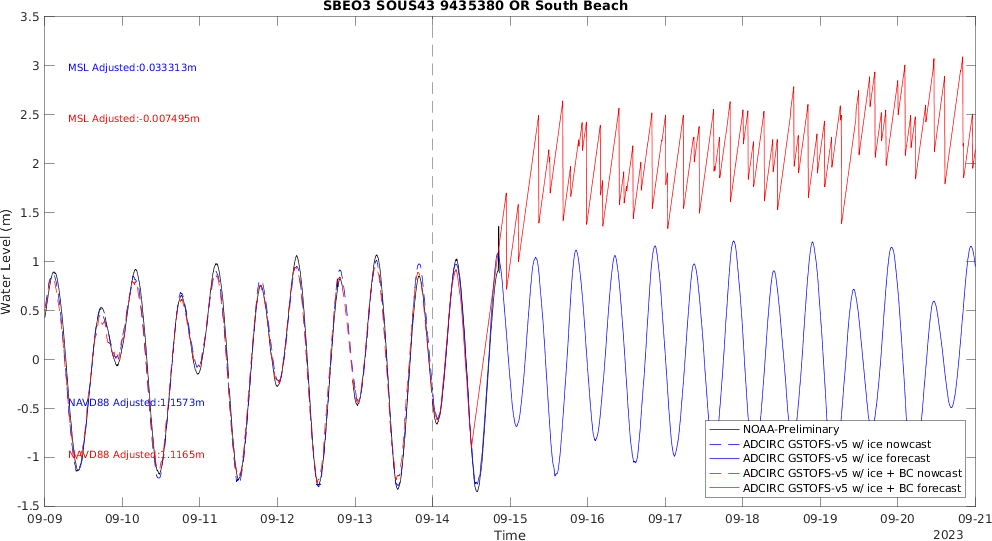 SBEO3 SOUS43 9435380 OR South Beach
Water Level (m)
3.5
3
2.5
2
1.5
1
0.5
0
-0.5
-1
-1.5
MSL Adjusted:0.033313m
MSL Adjusted:-0.007495m
NAVD88 Adjusted:1.1573m
NAVD88 Adjusted:1.1165m
NOAA-Preliminary
ADCIRC GSTOFS-v5 w/ ice nowcast
ADCIRC GSTOFS-v5 w/ ice forecast
ADCIRC GSTOFS-v5 w/ ice + BC nowcast
ADCIRC GSTOFS-v5 w/ ice + BC forecast
09-09 09-10 09-11 09-12 09-13 09-14 09-15 09-16 09-17 09-18 09-19 09-20 09-21
Time
2023